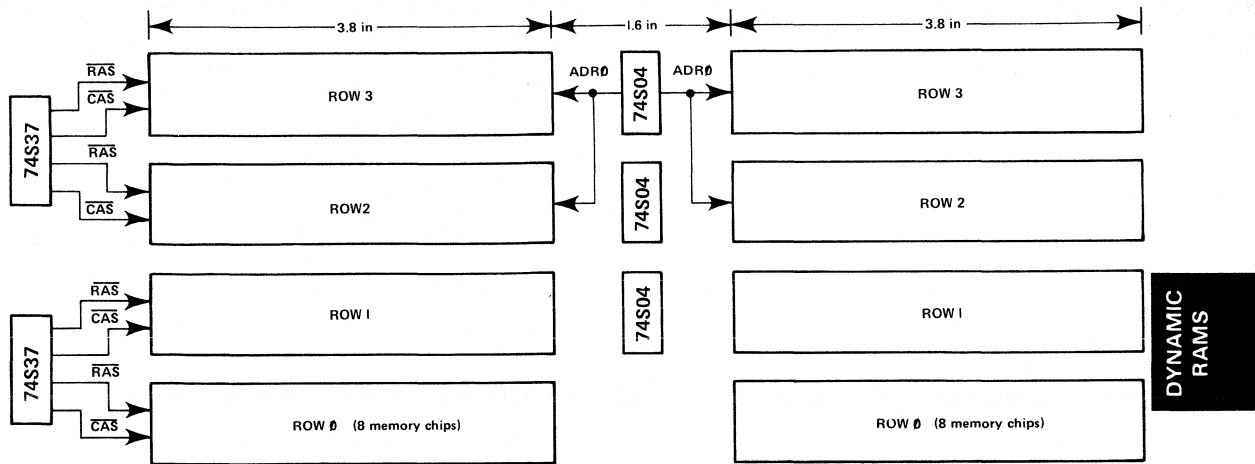 3.8 in
1.6 in
3.8 in
RAS
CAS
RAS
CAS
74S37
ROW 3
ADRØ
74S04
ADRØ
ROW 3
ROW2
74S04
ROW 2
RAS
CAS
RAS
CAS
74S37
ROW 1
74S04
ROW 1
ROW Ø (8 memory chips)
ROW Ø (8 memory chips)
DYNAMIC
RAMS